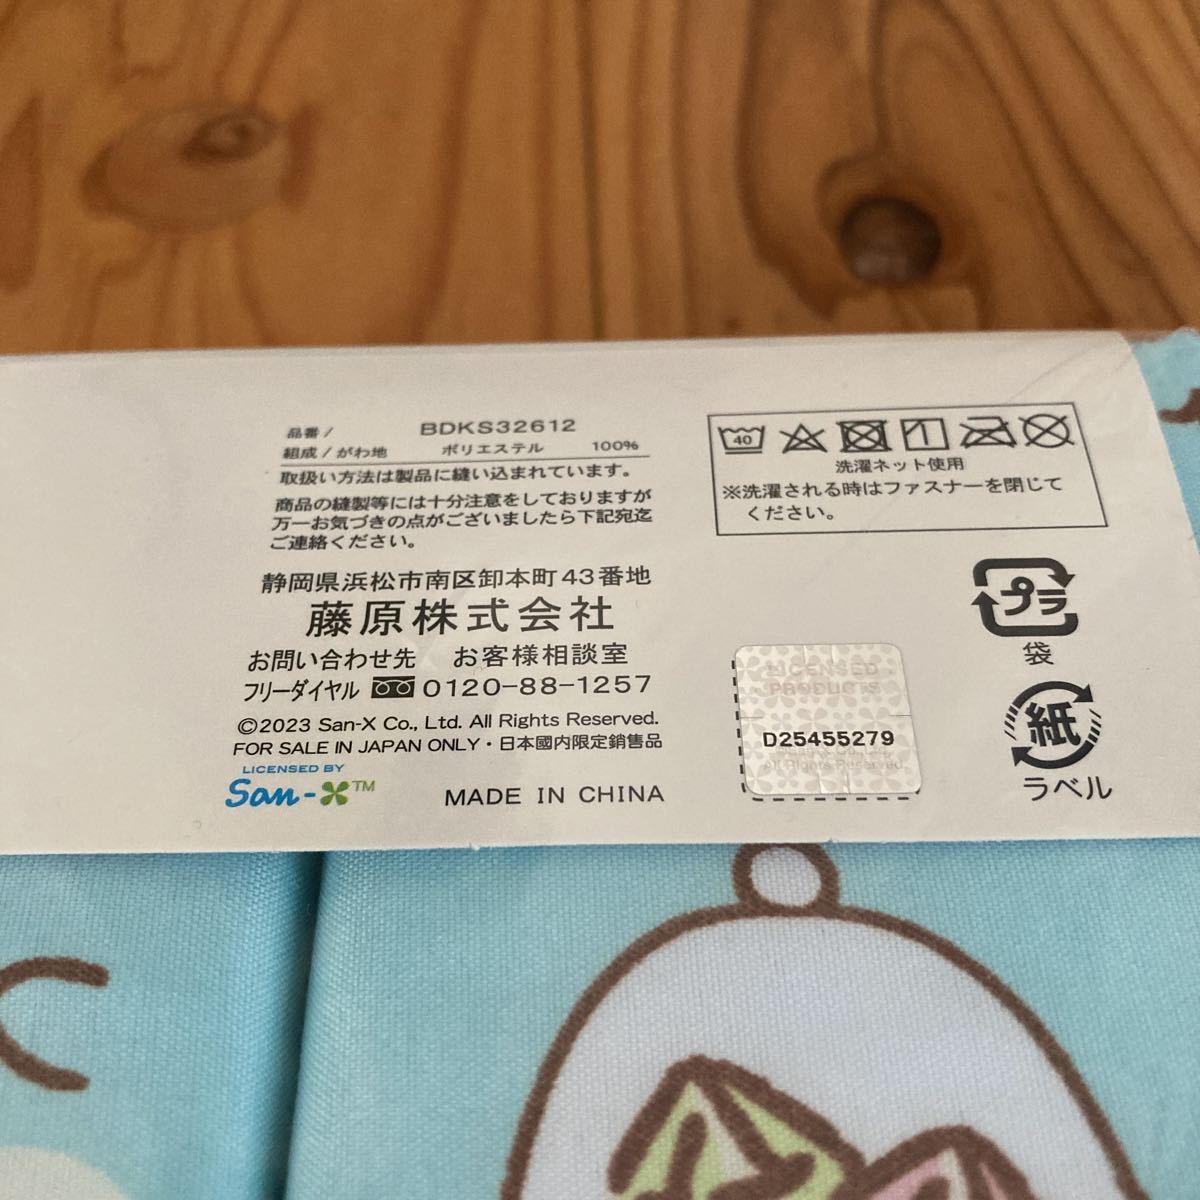 品番/ BDKS32612
組成/がわ地 ポリエステル 100%
取扱い方法は製品に縫い込まれています。
商品の縫製等には十分注意をしておりますが
万一お気づきの点がございましたら下記宛迄
ご連絡ください。
静岡県浜松市南区卸本町43番地
藤原株式会社
お問い合わせ先 お客様相談室
フリーダイヤル 0120-88-1257
©2023 San-X Co., Ltd. All Rights Reserved.
FOR SALE IN JAPAN ONLY・日本國内限定銷售品
LICENSED BY
San-X™
MADE IN CHINA
40
洗濯ネット使用
※洗濯される時はファスナーを閉じて
ください。
プラ
袋
紙
ラベル
LICENSED
PRODUCTS
D25455279
All Rights Reserved